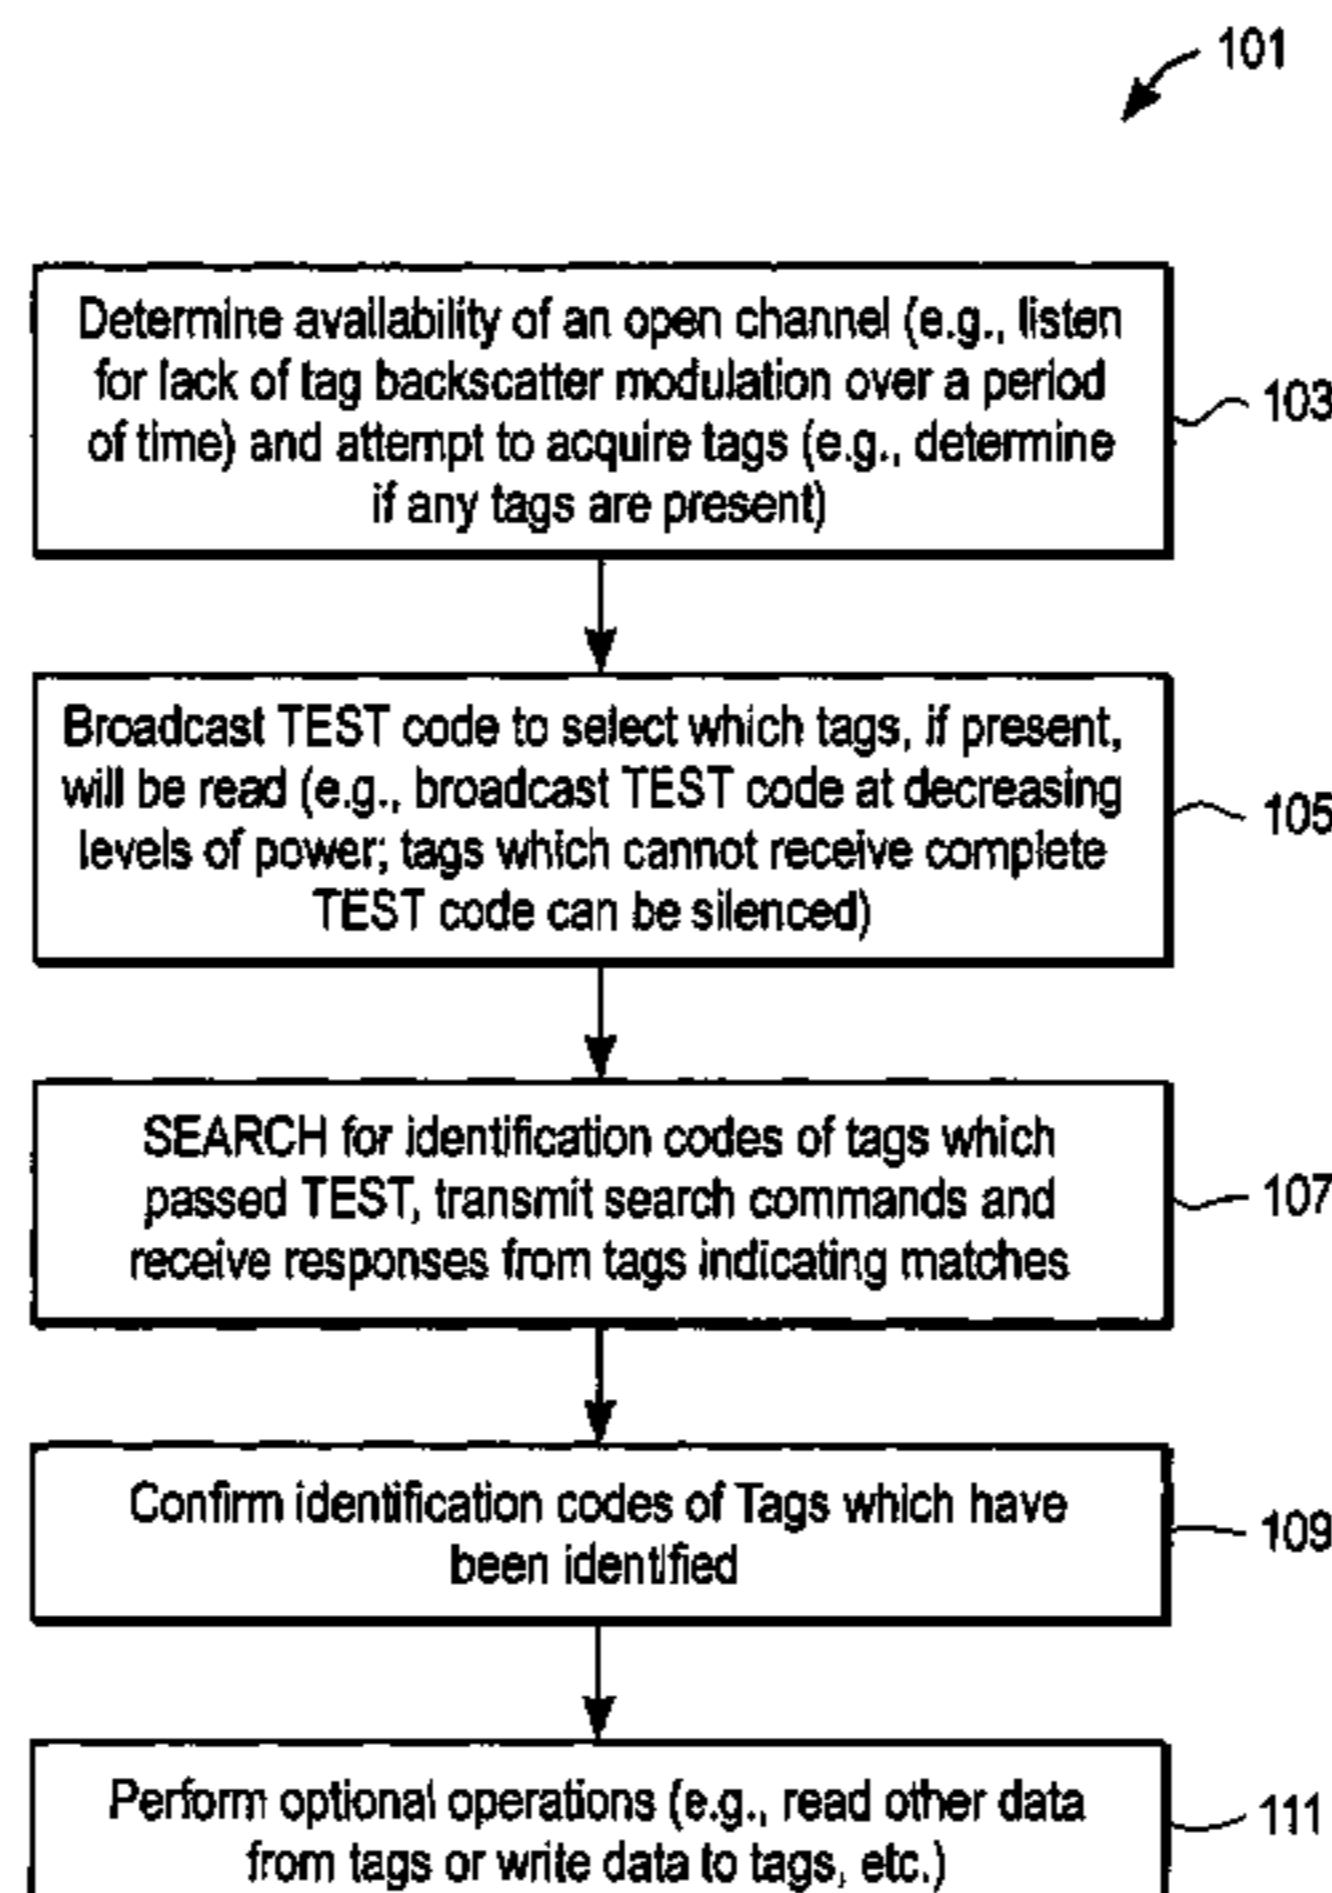 101
Determine availability of an open channel (e.g., listen
for lack of tag backscatter modulation over a period
of time) and attempt to acquire tags (e.g., determine
if any tags are present)
103
Broadcast TEST code to select which tags, if present,
will be read (e.g., broadcast TEST code at decreasing
levels of power; tags which cannot receive complete
TEST code can be silenced)
105
SEARCH for identification codes of tags which
passed TEST, transmit search commands and
receive responses from tags indicating matches
107
Confirm identification codes of Tags which have
been identified
109
Perform optional operations (e.g., read other data
from tags or write data to tags, etc.)
111